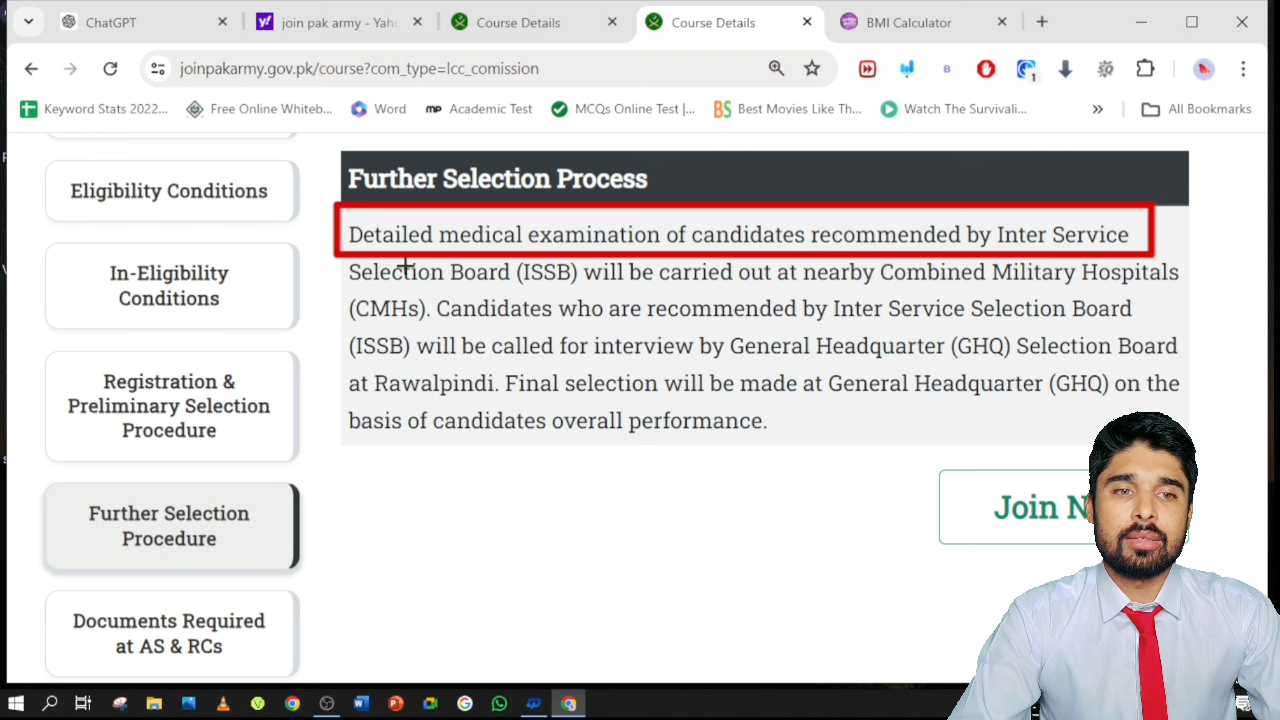 ChatGPT
join pak army - Yaho
Course Details
Course Details
BMI Calculator
joinpakarmy.gov.pk/course?com_type=lcc_comission
1
Keyword Stats 2022...
Free Online Whiteb...
Word
MP Academic Test
MCQs Online Test |...
BS Best Movies Like Th...
Watch The Survivali...
All Bookmarks
Eligibility Conditions
In-Eligibility
Conditions
Registration &
Preliminary Selection
Procedure
Further Selection
Procedure
Documents Required
at AS & RCs
Further Selection Process
Detailed medical examination of candidates recommended by Inter Service
Selection Board (ISSB) will be carried out at nearby Combined Military Hospitals
(CMHs). Candidates who are recommended by Inter Service Selection Board
(ISSB) will be called for interview by General Headquarter (GHQ) Selection Board
at Rawalpindi. Final selection will be made at General Headquarter (GHQ) on the
basis of candidates overall performance.
Join N